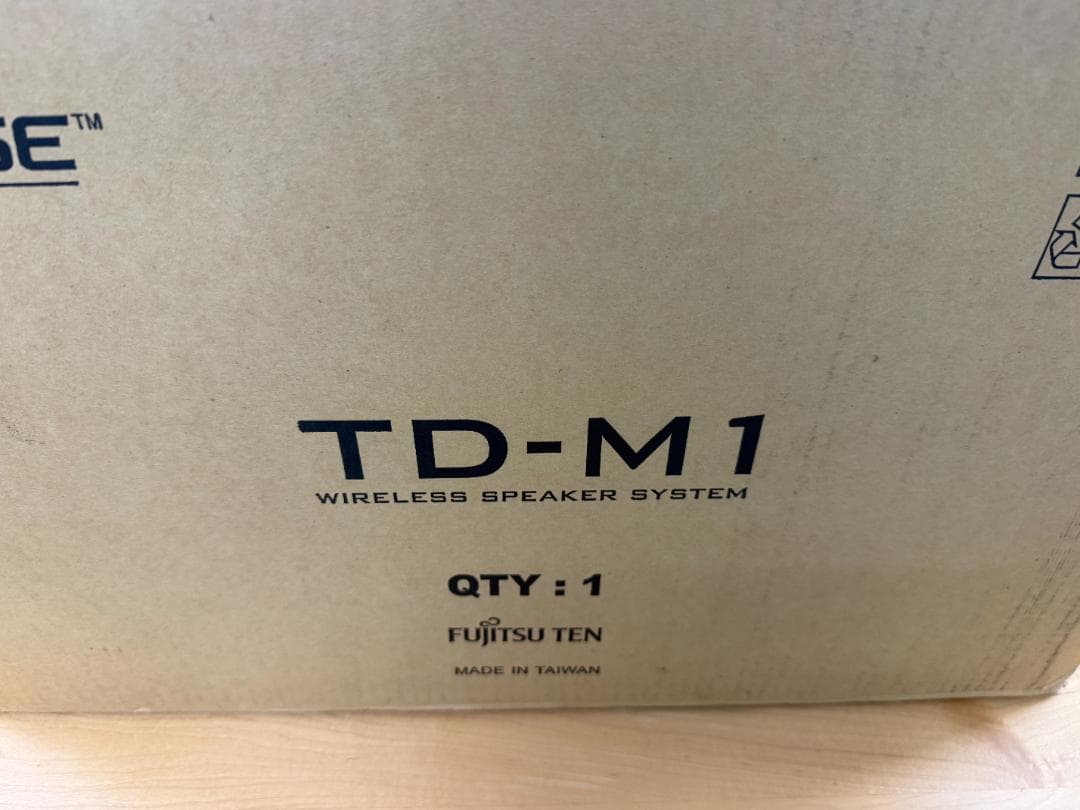 TD-M1
WIRELESS SPEAKER SYSTEM
QTY : 1
FUJITSU TEN
MADE IN TAIWAN